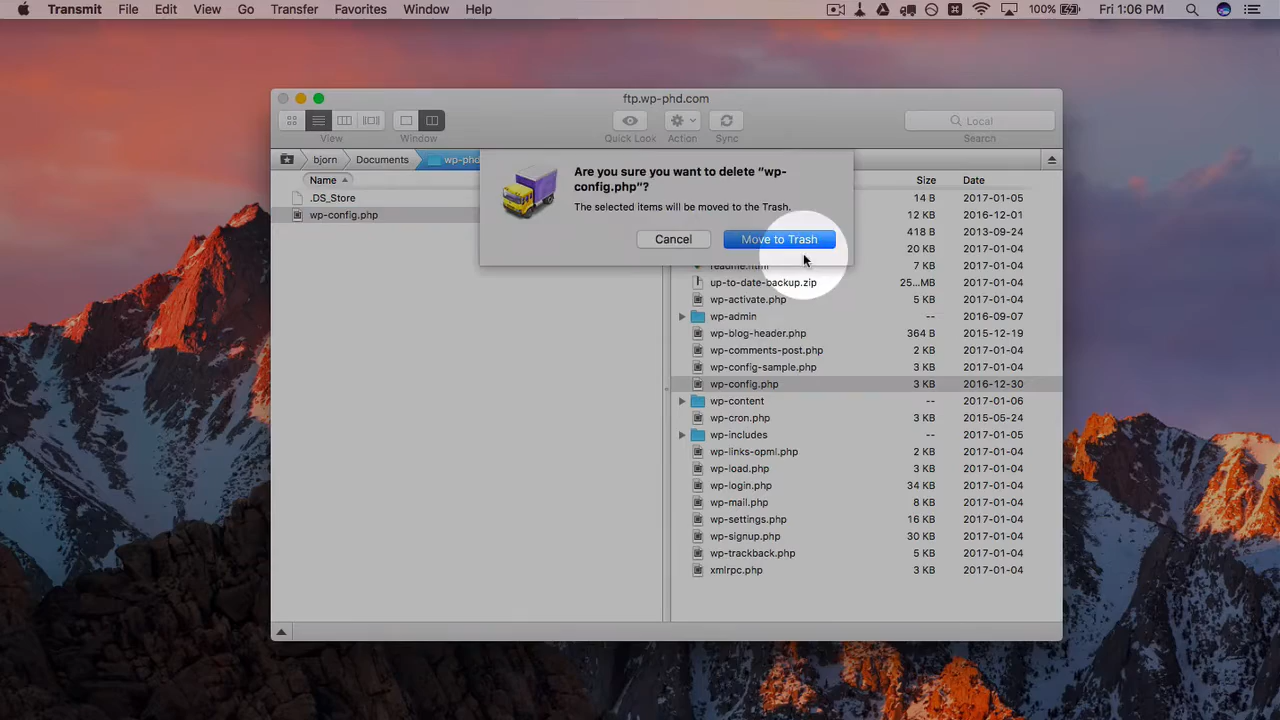 Transmit File Edit View Go Transfer Favorites Window Help 100% Fri 1:06 PM
ftp.wp-phd.com
Local
View Window Quick Look Action Sync Search
bjorn Documents wp-phd
Are you sure you want to delete “wp-
config.php”?
The selected items will be moved to the Trash.
Cancel Move to Trash
Name
.DS_Store
wp-config.php
Size Date
14 B 2017-01-05
12 KB 2016-12-01
418 B 2013-09-24
20 KB 2017-01-04
readme.html 7 KB 2017-01-04
up-to-date-backup.zip 25...MB 2017-01-04
wp-activate.php 5 KB 2017-01-04
wp-admin -- 2016-09-07
wp-blog-header.php 364 B 2015-12-19
wp-comments-post.php 2 KB 2017-01-04
wp-config-sample.php 3 KB 2017-01-04
wp-config.php 3 KB 2016-12-30
wp-content -- 2017-01-06
wp-cron.php 3 KB 2015-05-24
wp-includes -- 2017-01-05
wp-links-opml.php 2 KB 2017-01-04
wp-load.php 3 KB 2017-01-04
wp-login.php 34 KB 2017-01-04
wp-mail.php 8 KB 2017-01-04
wp-settings.php 16 KB 2017-01-04
wp-signup.php 30 KB 2017-01-04
wp-trackback.php 5 KB 2017-01-04
xmlrpc.php 3 KB 2017-01-04